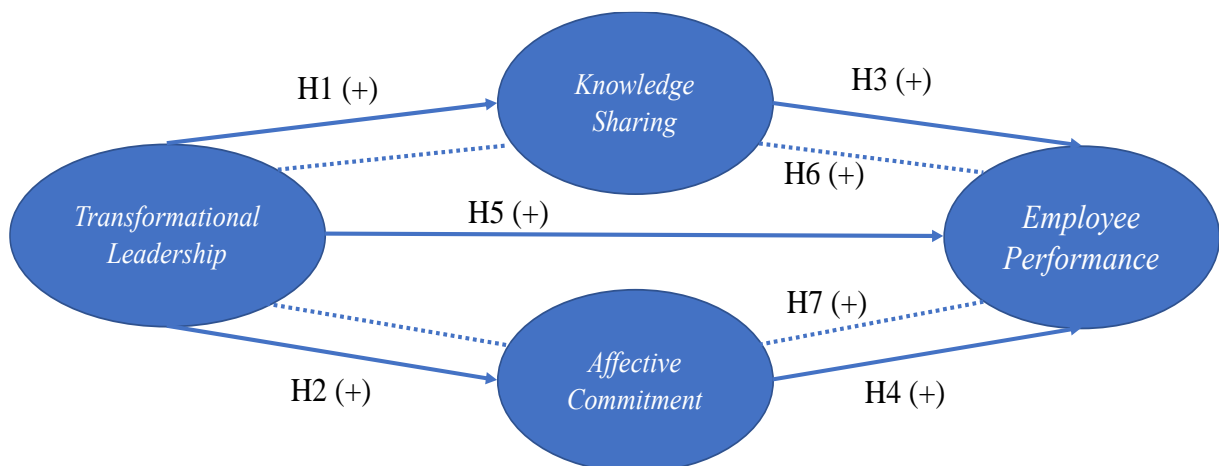 H1 (+)
Knowledge
Sharing
H3 (+)
H6 (+)
Transformational
Leadership
H5 (+)
Employee
Performance
H7 (+)
Affective
Commitment
H2 (+)
H4 (+)